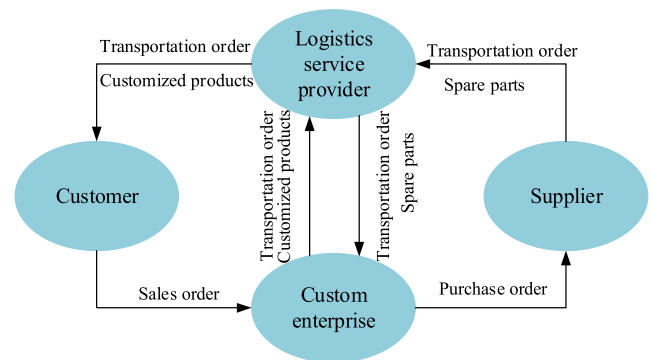 Transportation order
Customized products
Logistics
service
provider
Transportation order
Spare parts
Transportation order
Customized products
Transportation order
Spare parts
Customer
Supplier
Sales order
Custom
enterprise
Purchase order